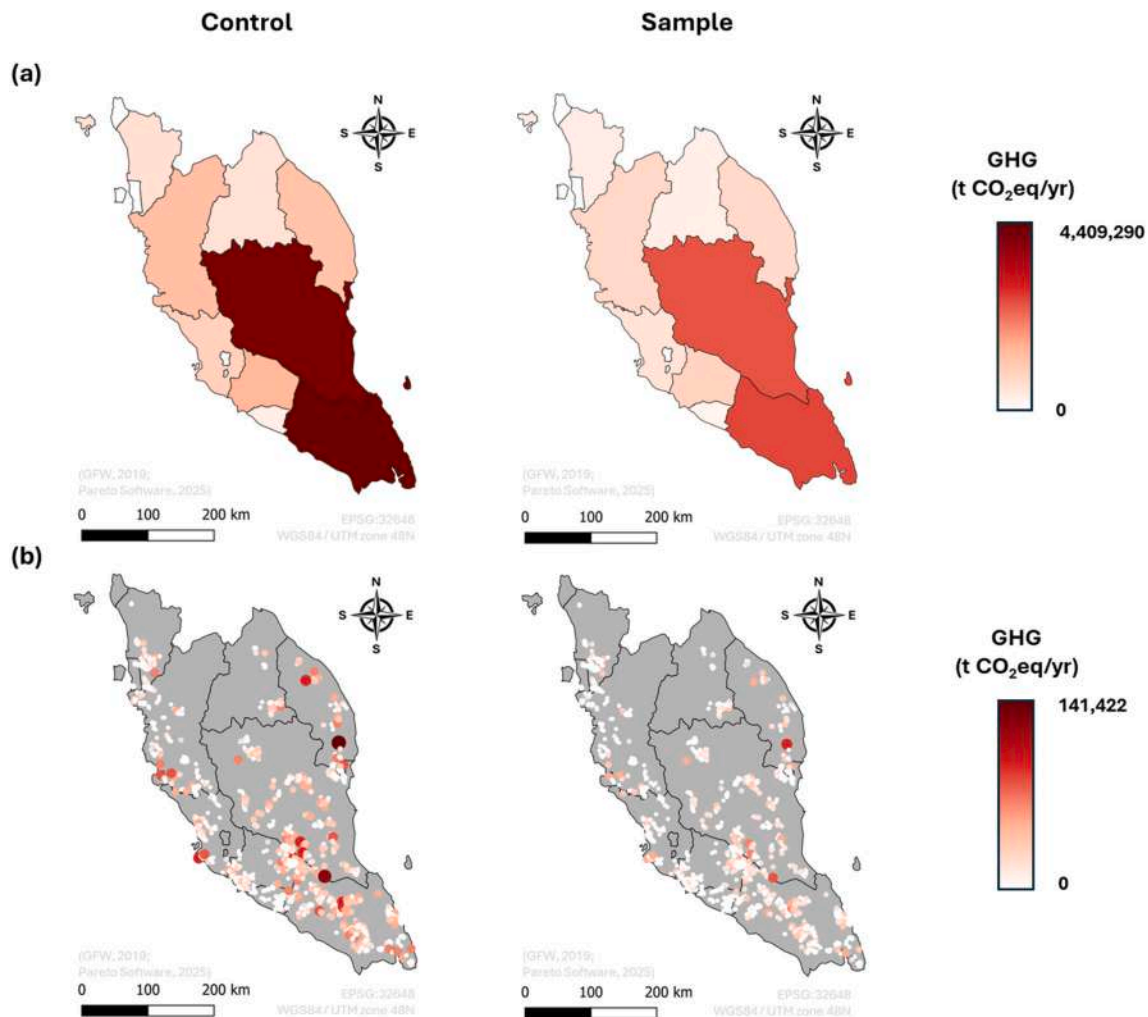 Control
Sample
(a)
N
S
E
S
N
S
E
S
GHG
(t CO₂eq/yr)
4,409,290
0
(GFW, 2019;
Pareto Software, 2025)
0 100 200 km
EPSG:32648
WGS84 / UTM zone 48N
(GFW, 2019;
Pareto Software, 2025)
0 100 200 km
EPSG:32648
WGS84 / UTM zone 48N
(b)
N
S
E
S
N
S
E
S
GHG
(t CO₂eq/yr)
141,422
0
(GFW, 2019;
Pareto Software, 2025)
0 100 200 km
EPSG:32648
WGS84 / UTM zone 48N
(GFW, 2019;
Pareto Software, 2025)
0 100 200 km
EPSG:32648
WGS84 / UTM zone 48N